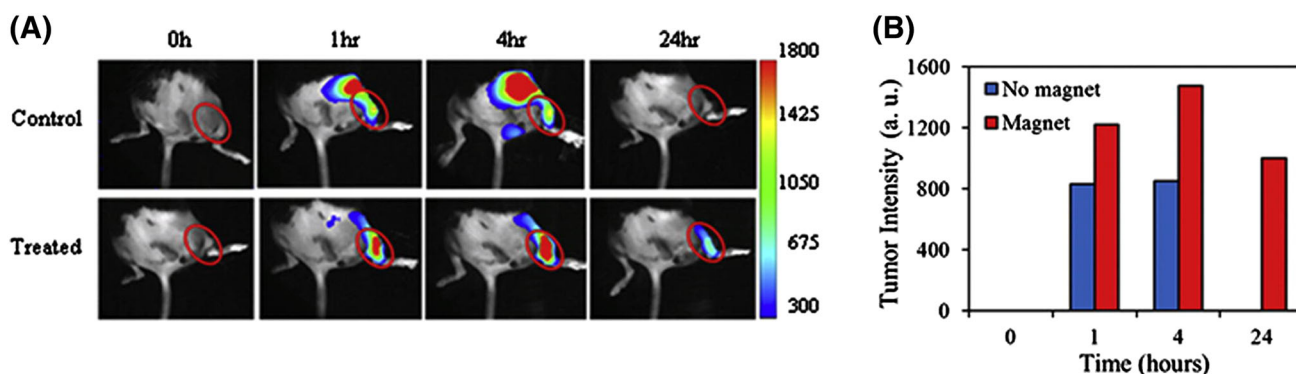 (A)
0h 1hr 4hr 24hr
Control
Treated
1800
1425
1050
675
300
(B)
1600
1200
800
400
0
Tumor Intensity (a. u.)
No magnet
Magnet
0 1 4 24
Time (hours)